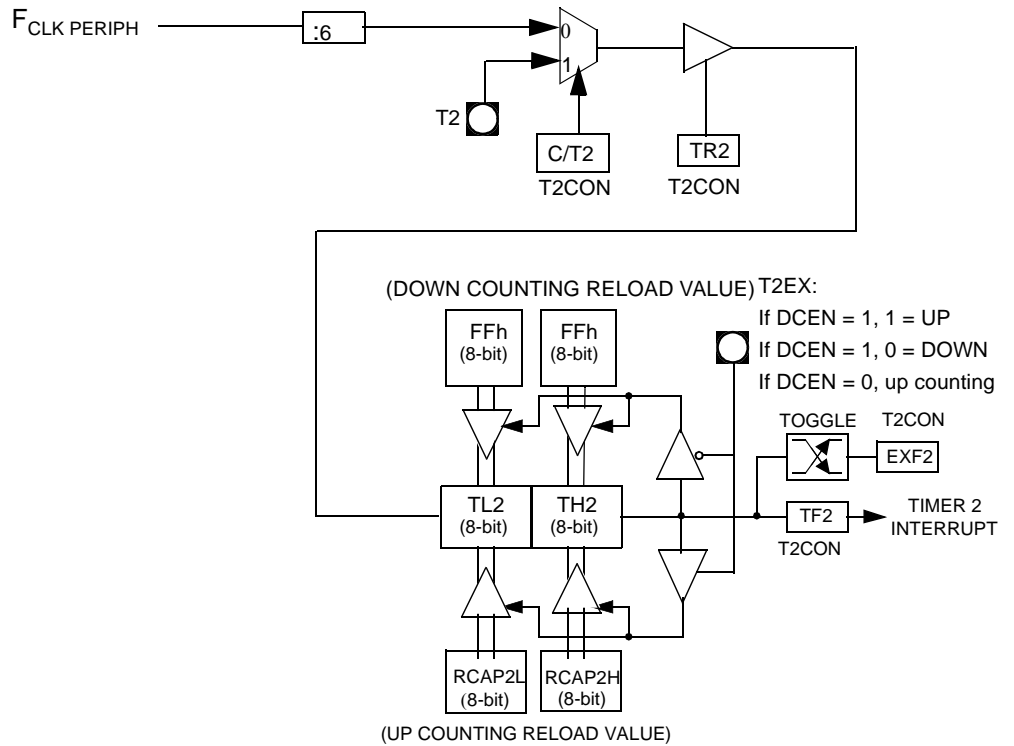 F CLK PERIPH
:6
0
1
T2
C/T2
TR2
T2CON
T2CON
(DOWN COUNTING RELOAD VALUE)
T2EX:
If DCEN = 1, 1 = UP
If DCEN = 1, 0 = DOWN
If DCEN = 0, up counting
FFh
(8-bit)
FFh
(8-bit)
TOGGLE
T2CON
EXF2
TL2
(8-bit)
TH2
(8-bit)
TF2
T2CON
TIMER 2
INTERRUPT
RCAP2L
(8-bit)
RCAP2H
(8-bit)
(UP COUNTING RELOAD VALUE)